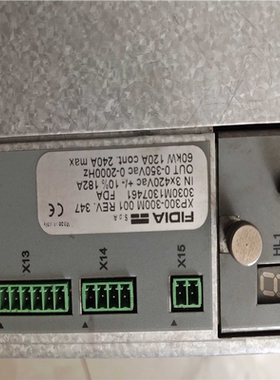 FIDIA
S p A
XP300-300M 001 REV. 347
3030M1307461 FDA
IN 3x420Vac +/- 10% 182A
OUT 0-350Vac 0-2000Hz
60kW 120A cont. 240A max
X13
X14
X15
HL1